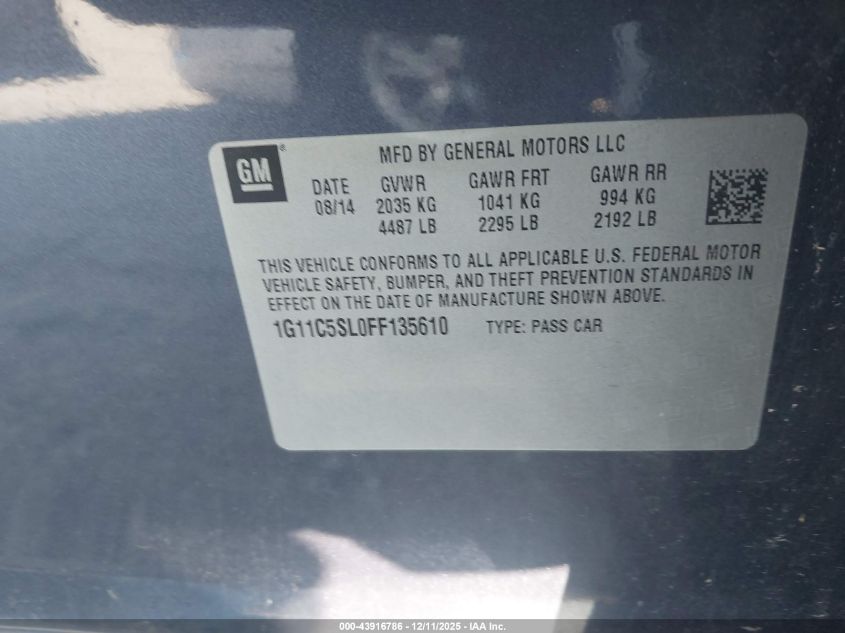 GM®
MFD BY GENERAL MOTORS LLC
DATE GVWR GAWR FRT GAWR RR
08/14 2035 KG 1041 KG 994 KG
4487 LB 2295 LB 2192 LB
THIS VEHICLE CONFORMS TO ALL APPLICABLE U.S. FEDERAL MOTOR
VEHICLE SAFETY, BUMPER, AND THEFT PREVENTION STANDARDS IN
EFFECT ON THE DATE OF MANUFACTURE SHOWN ABOVE.
1G11C5SL0FF135610 TYPE: PASS CAR
000-43916786 - 12/11/2025 - IAA Inc.